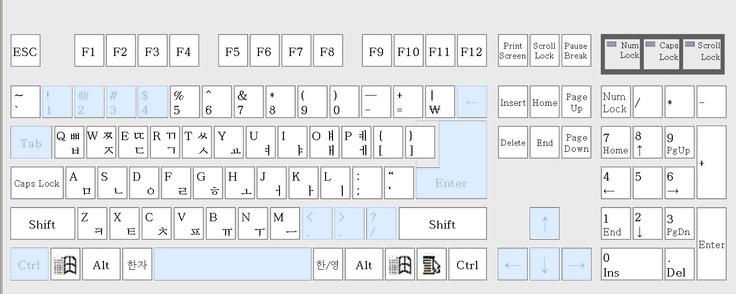 ESC F1 F2 F3 F4 F5 F6 F7 F8 F9 F10 F11 F12 Print Screen Scroll Lock Pause Break Num Lock Caps Lock Scroll Lock
~ ` ! 1 @ 2 # 3 $ 4 % 5 ^ 6 & 7 * 8 ( 9 ) 0 — - + = | ₩ ← Insert Home Page Up Num Lock / * -
Tab Q ㅃ ㅂ W ㅉ ㅈ E ㄸ ㄷ R ㄲ ㄱ T ㅆ ㅅ Y ㅛ U ㅕ I ㅑ O ㅒ ㅐ P ㅖ ㅔ { [ } ] Delete End Page Down 7 Home 8 ↑ 9 PgUp +
Caps Lock A ㅁ S ㄴ D ㅇ F ㄹ G ㅎ H ㅗ J ㅓ K ㅏ L ㅣ : ; “ ‘ Enter 4 ← 5 6 →
Shift Z ㅋ X ㅌ C ㅊ V ㅍ B ㅠ N ㅜ M ㅡ < , > . ? / Shift ↑ 1 End 2 ↓ 3 PgDn Enter
Ctrl Alt 한자 한/영 Alt Ctrl ← ↓ → 0 Ins . Del